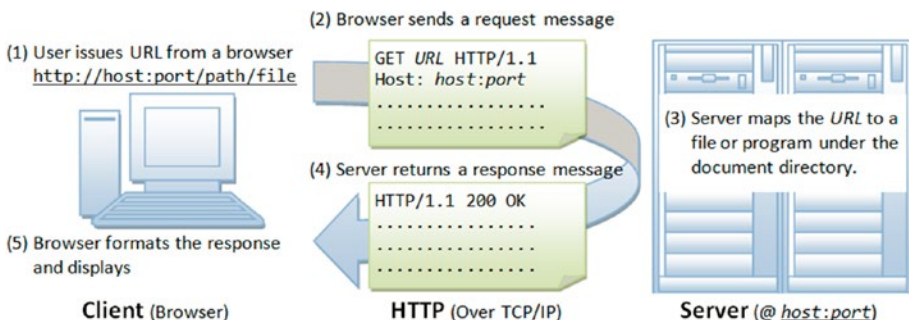 (1) User issues URL from a browser
http://host:port/path/file
(2) Browser sends a request message
GET URL HTTP/1.1
Host: host:port
. . . . . . . . . . . . . . . . .
. . . . . . . . . . . . . . . . .
(3) Server maps the URL to a
file or program under the
document directory.
(4) Server returns a response message
HTTP/1.1 200 OK
. . . . . . . . . . . . . . . .
. . . . . . . . . . . . . . . .
. . . . . . . . . . . . . . . .
(5) Browser formats the response
and displays
Client (Browser)
HTTP (Over TCP/IP)
Server (@ host:port)